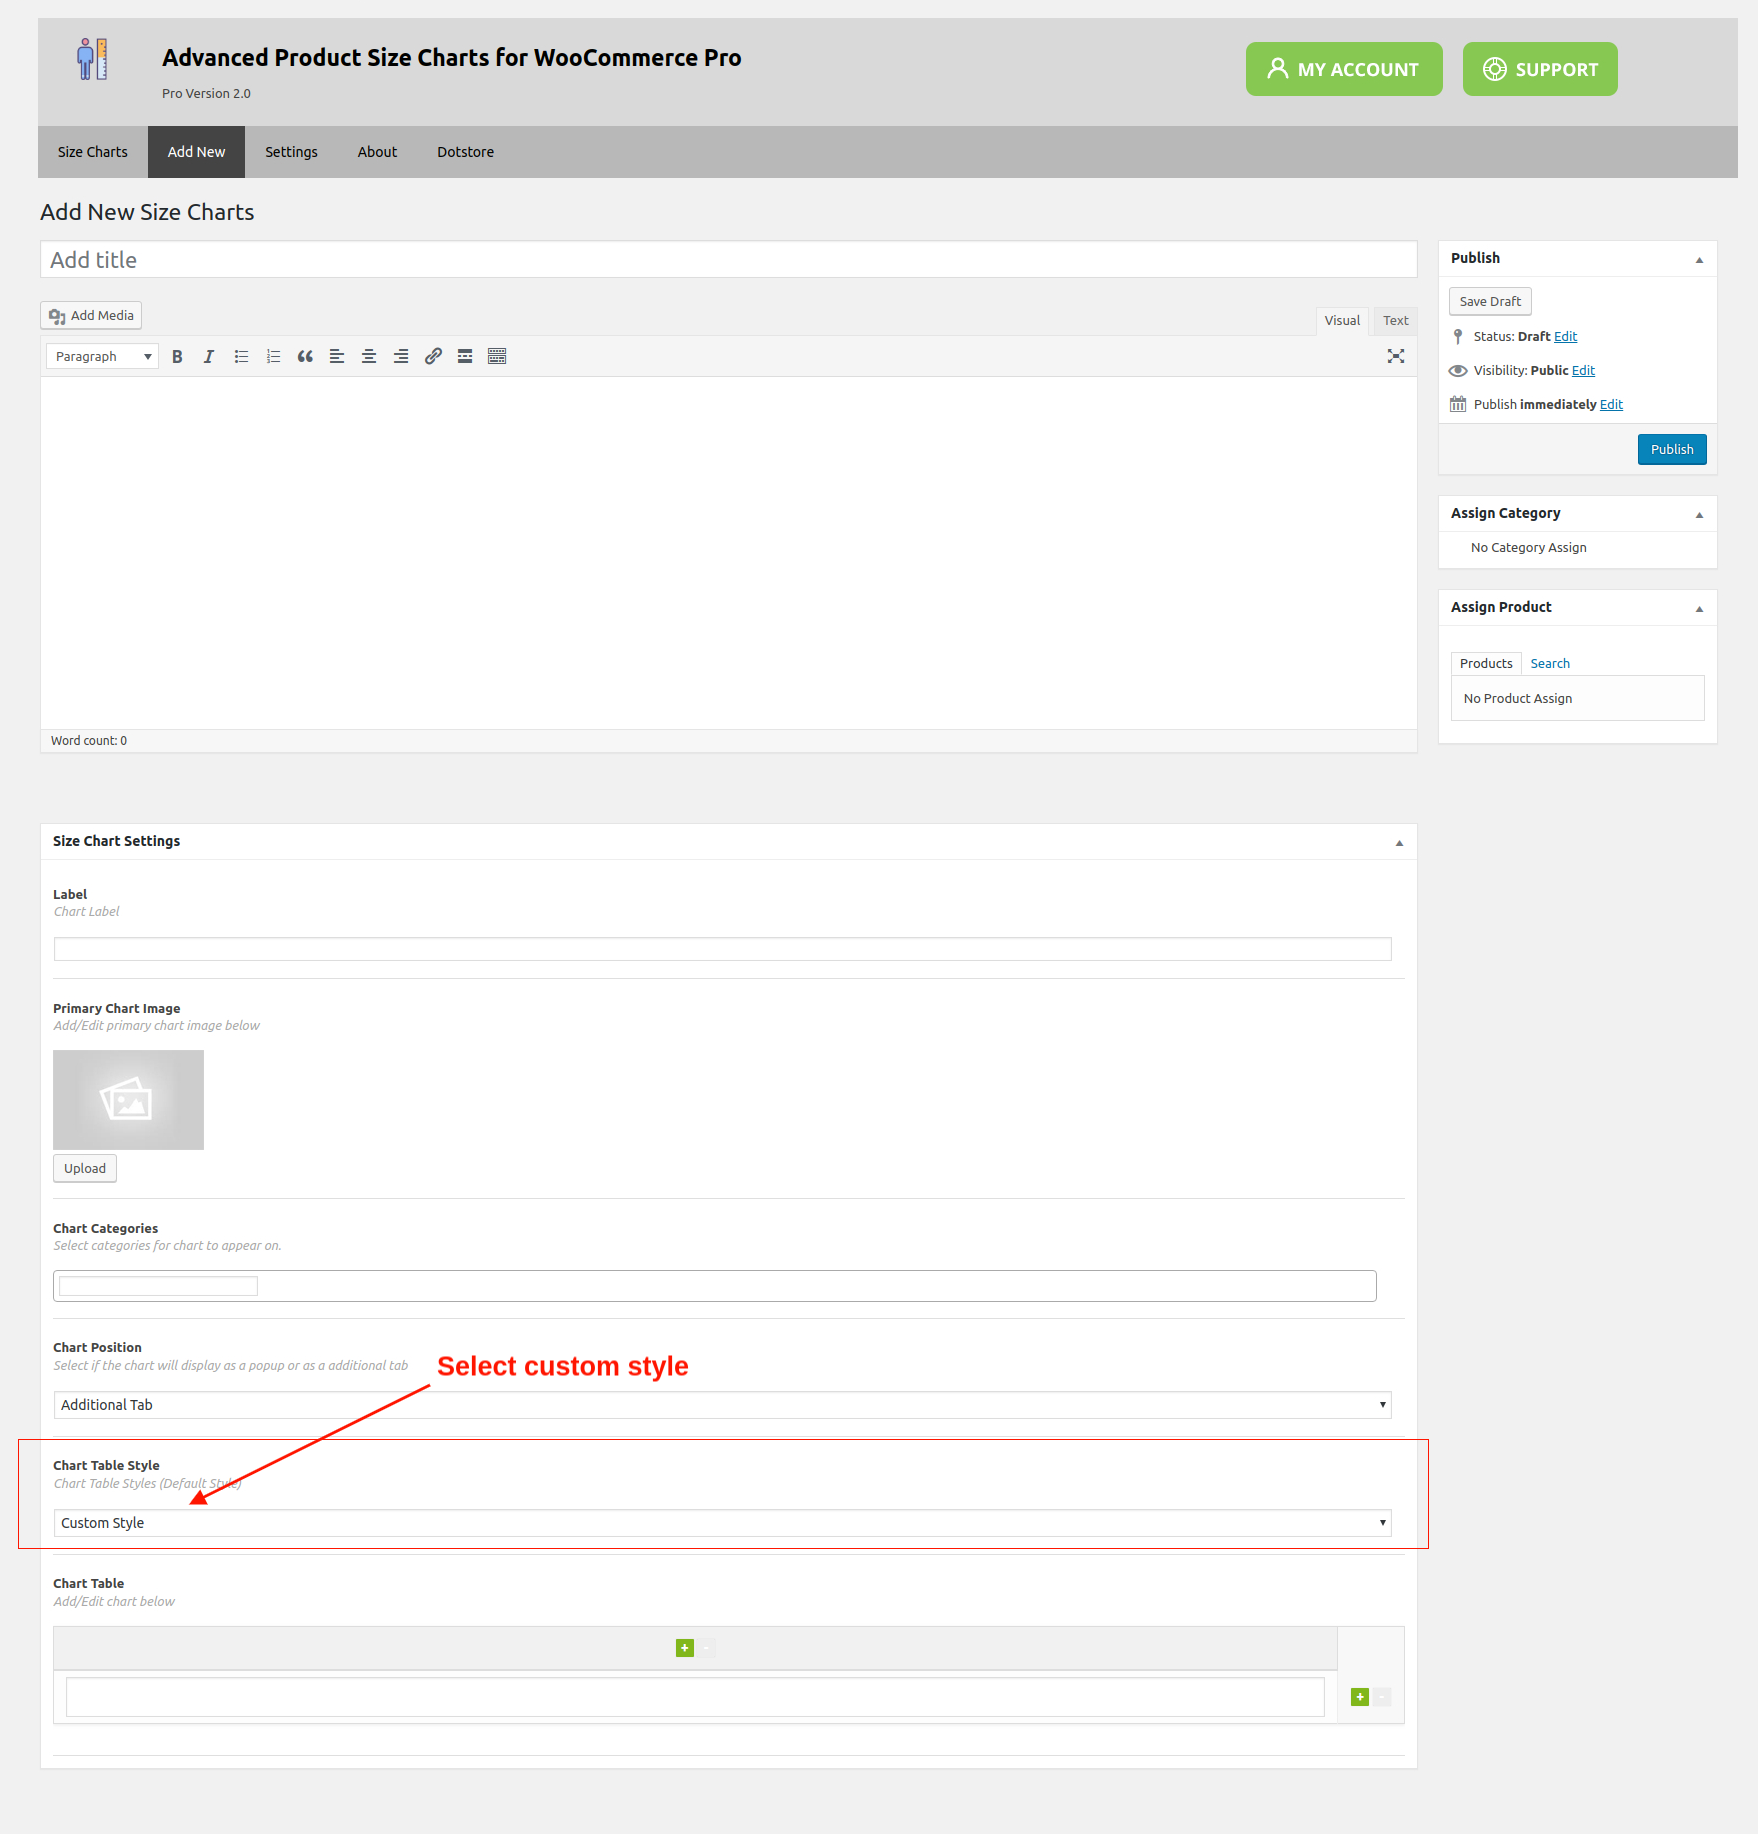 Advanced Product Size Charts for WooCommerce Pro
Pro Version 2.0
MY ACCOUNT
SUPPORT
Size Charts
Add New
Settings
About
Dotstore
Add New Size Charts
Add title
Add Media
Visual
Text
Paragraph
Word count: 0
Publish
Save Draft
Status: Draft Edit
Visibility: Public Edit
Publish immediately Edit
Publish
Assign Category
No Category Assign
Assign Product
Products
Search
No Product Assign
Size Chart Settings
Label
Chart Label
Primary Chart Image
Add/Edit primary chart image below
Upload
Chart Categories
Select categories for chart to appear on.
Chart Position
Select if the chart will display as a popup or as a additional tab
Select custom style
Additional Tab
Chart Table Style
Chart Table Styles (Default Style)
Custom Style
Chart Table
Add/Edit chart below
+ -
+ -